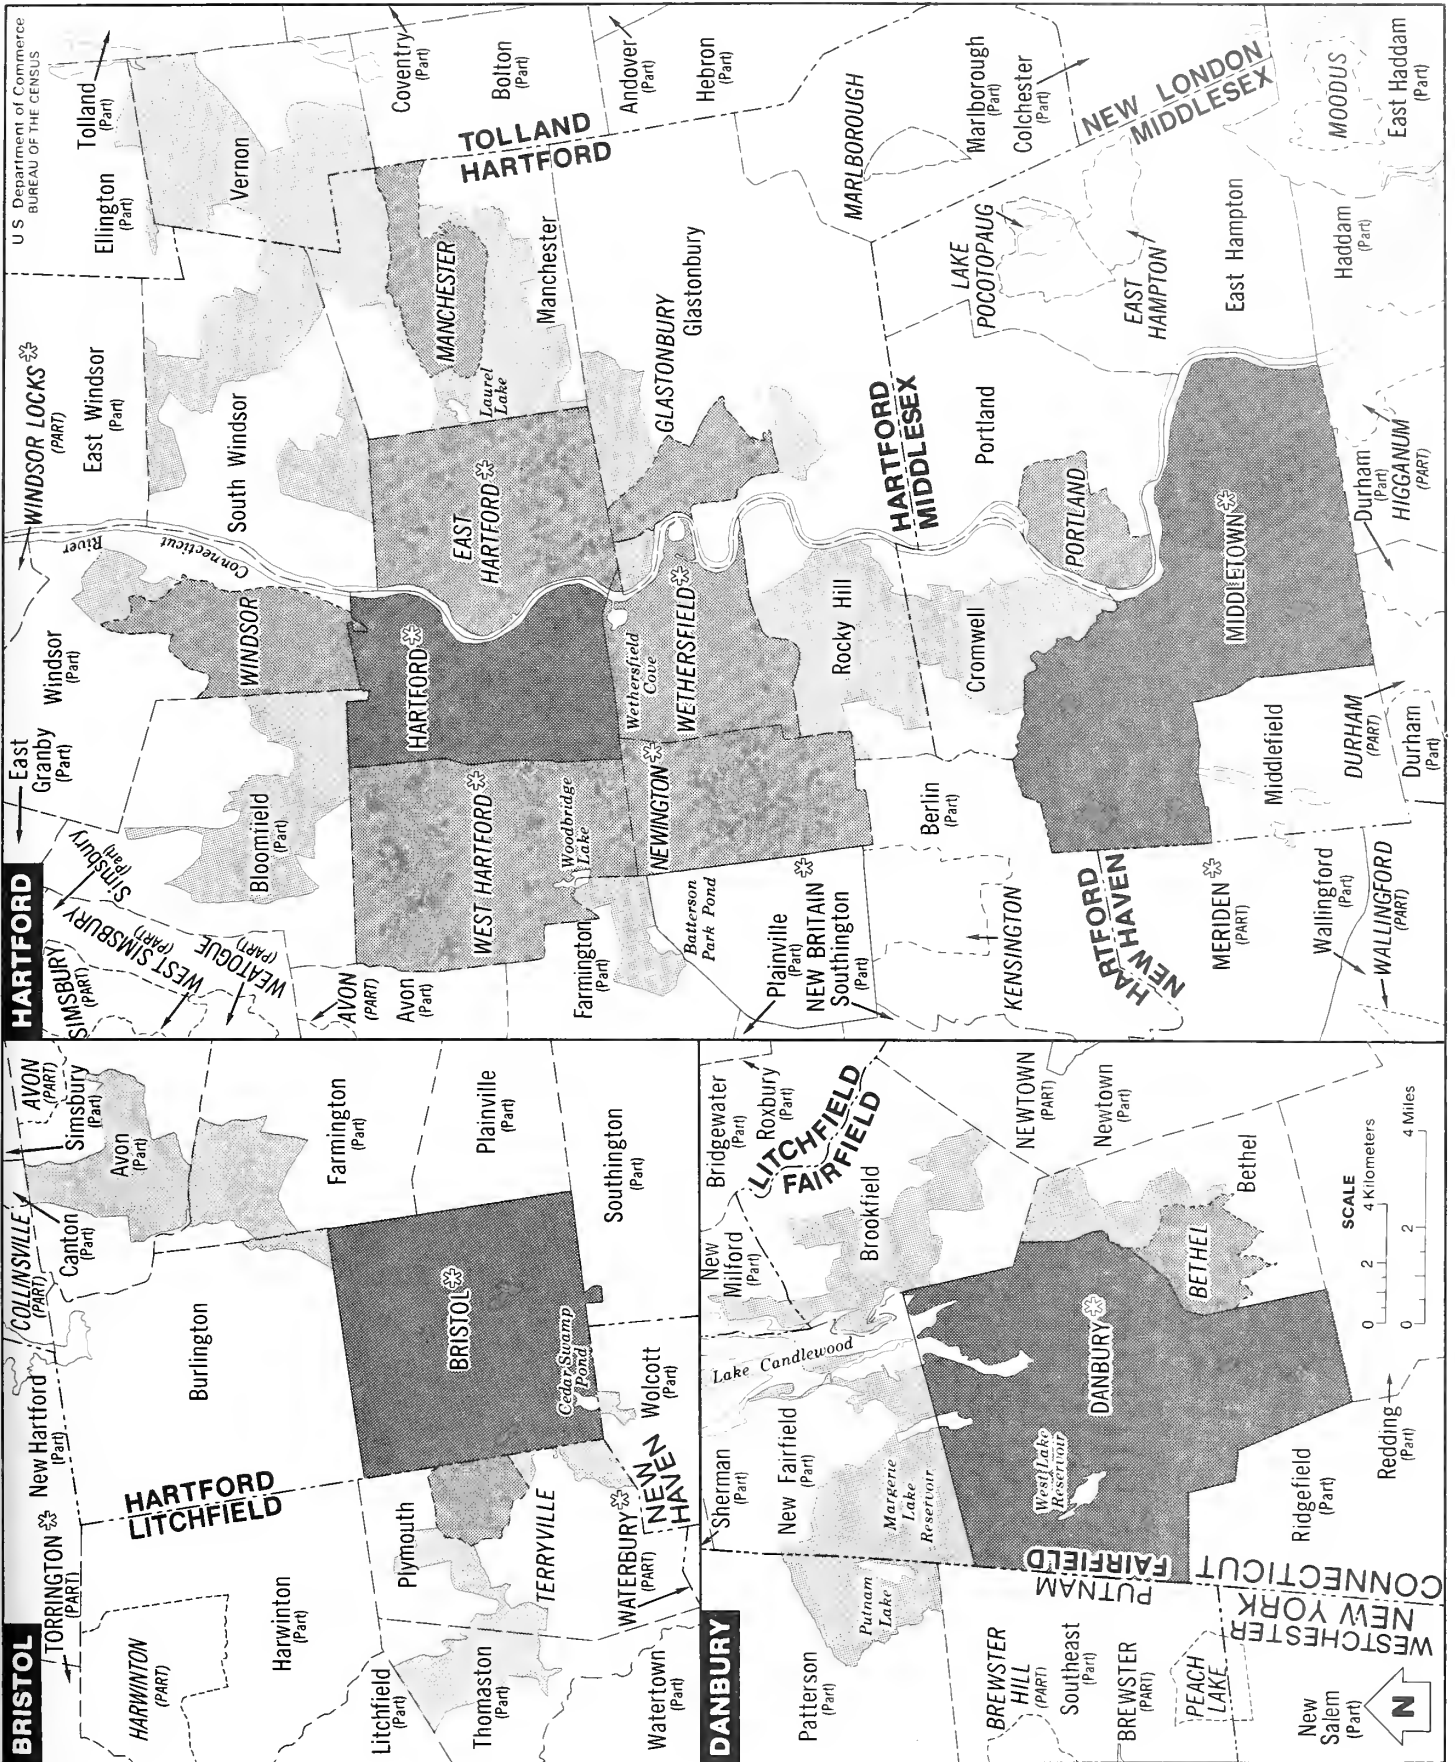 U S Department of Commerce
BUREAU OF THE CENSUS
BRISTOL
TORRINGTON*
(PART)
New Hartford
(Part)
COLLINSVILLE
(PART)
Canton
(Part)
Simsbury
(Part)
AVON
(PART)
Avon
(Part)
HARWINTON
(PART)
Harwinton
(Part)
HARTFORD
LITCHFIELD
Burlington
Farmington
(Part)
Plainville
(Part)
Litchfield
(Part)
Plymouth
BRISTOL*
Thomaston
(Part)
TERRYVILLE
Cedar Swamp
Pond
Southington
(Part)
Watertown
(Part)
WATERBURY*
(PART)
NEW
HAVEN
Wolcott
(Part)
HARTFORD
East
Granby
(Part)
Windsor
(Part)
WINDSOR LOCKS*
(PART)
East Windsor
(Part)
Ellington
(Part)
Tolland
(Part)
Simsbury
(Part)
SIMSBURY
(PART)
WEST SIMSBURY
(PART)
WEATOGUE
(PART)
Bloomfield
(Part)
WINDSOR
Connecticut
River
South Windsor
Vernon
AVON
(PART)
Avon
(Part)
WEST HARTFORD*
HARTFORD*
EAST
HARTFORD*
Laurel
Lake
MANCHESTER
Manchester
TOLLAND
HARTFORD
Coventry
(Part)
Bolton
(Part)
Woodbridge
Lake
Farmington
(Part)
Wethersfield
Cove
Batterson
Park Pond
NEWINGTON*
WETHERSFIELD*
GLASTONBURY
Glastonbury
Andover
(Part)
Hebron
(Part)
Plainville
(Part)
NEW BRITAIN*
Southington
(Part)
Rocky Hill
MARLBOROUGH
Marlborough
(Part)
Colchester
(Part)
Berlin
(Part)
Cromwell
HARTFORD
MIDDLESEX
Portland
LAKE
POCOTOPAUG
KENSINGTON
PORTLAND
EAST
HAMPTON
NEW LONDON
MIDDLESEX
HARTFORD
NEW HAVEN
MERIDEN*
(PART)
MIDDLETOWN*
East Hampton
Middlefield
Wallingford
(Part)
WALLINGFORD
(PART)
DURHAM
(PART)
Durham
(Part)
Durham
(Part)
HIGGANUM
(PART)
Haddam
(Part)
MOODUS
East Haddam
(Part)
DANBURY
Sherman
(Part)
New
Milford
(Part)
Bridgewater
(Part)
Roxbury
(Part)
Lake Candlewood
LITCHFIELD
FAIRFIELD
Patterson
(Part)
New Fairfield
(Part)
Brookfield
Putnam
Lake
Margerie
Lake
Reservoir
BREWSTER
HILL
(PART)
NEWTOWN
(PART)
Southeast
(Part)
PUTNAM
FAIRFIELD
West Lake
Reservoir
DANBURY*
Newtown
(Part)
BREWSTER
(PART)
PEACH
LAKE
BETHEL
Bethel
WESTCHESTER
NEW YORK
CONNECTICUT
New
Salem
(Part)
Ridgefield
(Part)
Redding
(Part)
N
SCALE
0 2 4 Kilometers
0 2 4 Miles